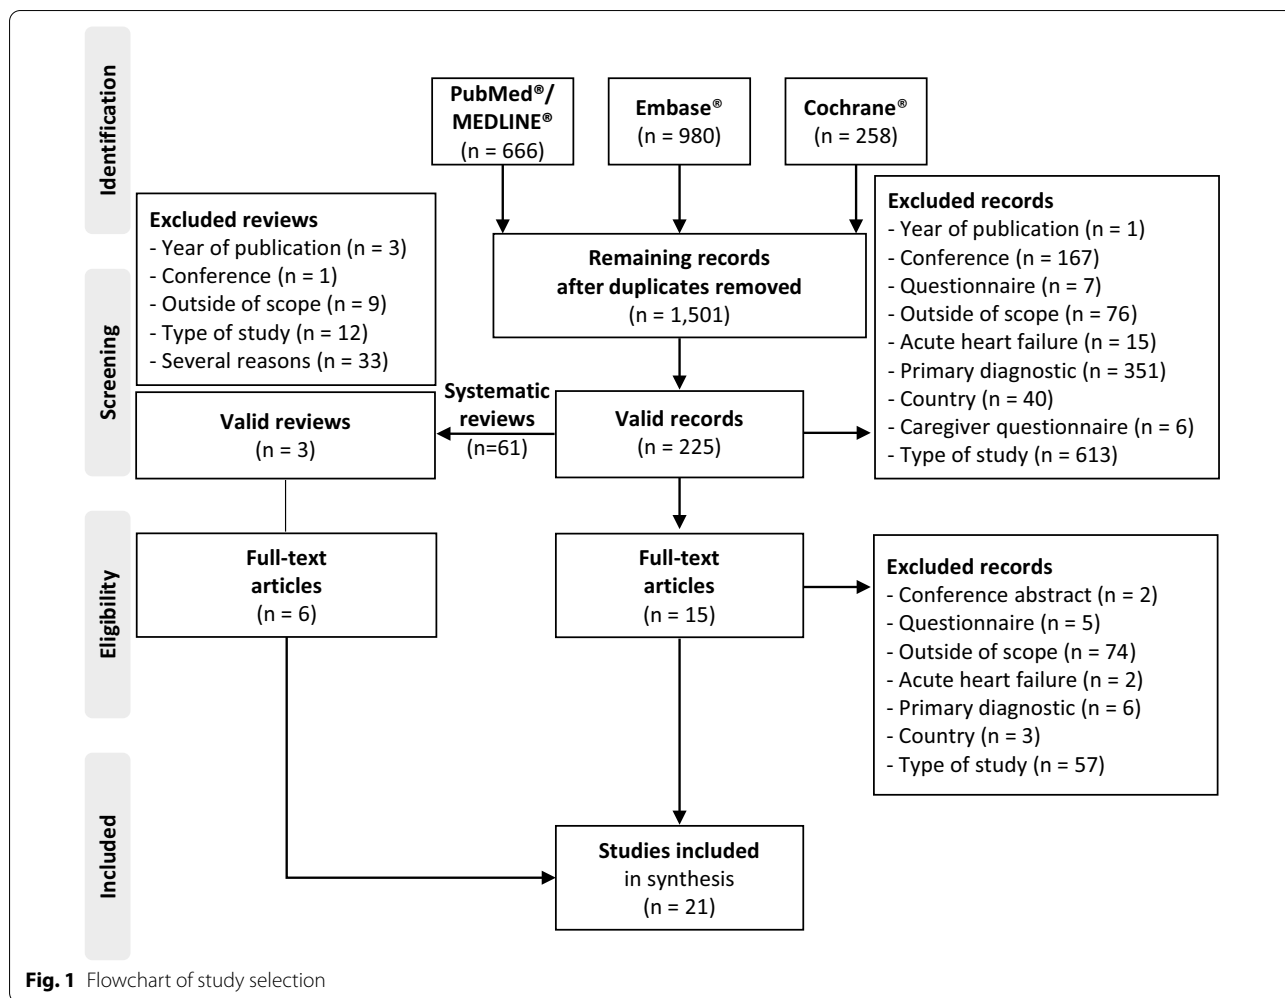 Identification
PubMed®/
MEDLINE®
(n = 666)
Embase®
(n = 980)
Cochrane®
(n = 258)
Excluded reviews
- Year of publication (n = 3)
- Conference (n = 1)
- Outside of scope (n = 9)
- Type of study (n = 12)
- Several reasons (n = 33)
Remaining records
after duplicates removed
(n = 1,501)
Excluded records
- Year of publication (n = 1)
- Conference (n = 167)
- Questionnaire (n = 7)
- Outside of scope (n = 76)
- Acute heart failure (n = 15)
- Primary diagnostic (n = 351)
- Country (n = 40)
- Caregiver questionnaire (n = 6)
- Type of study (n = 613)
Screening
Valid reviews
(n = 3)
Systematic
reviews
(n=61)
Valid records
(n = 225)
Eligibility
Full-text
articles
(n = 6)
Full-text
articles
(n = 15)
Excluded records
- Conference abstract (n = 2)
- Questionnaire (n = 5)
- Outside of scope (n = 74)
- Acute heart failure (n = 2)
- Primary diagnostic (n = 6)
- Country (n = 3)
- Type of study (n = 57)
Included
Studies included
in synthesis
(n = 21)
Fig. 1 Flowchart of study selection